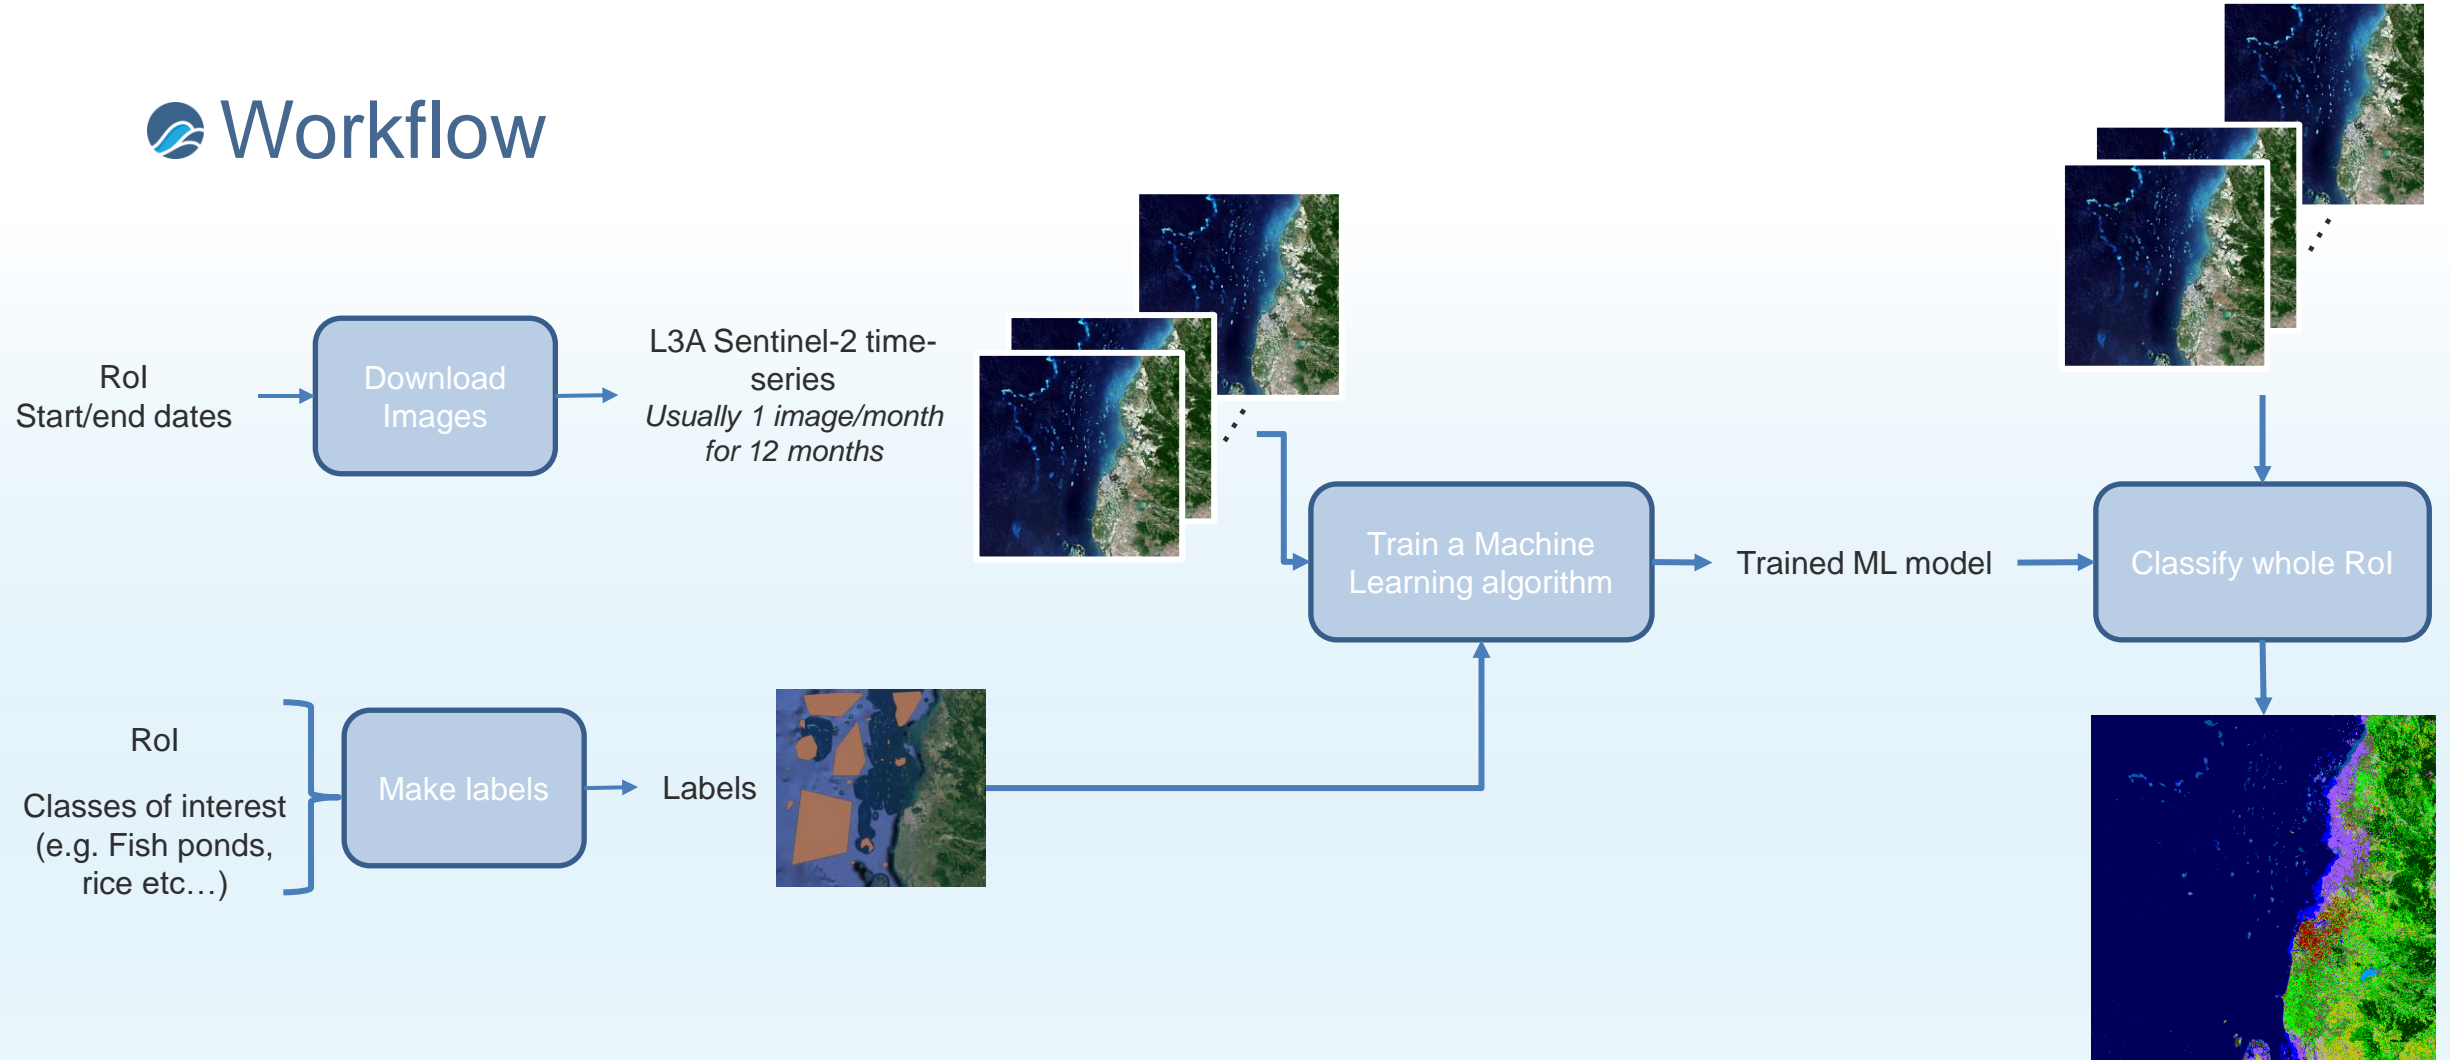 Workflow
RoI
Start/end dates
Download
Images
L3A Sentinel-2 time-
series
Usually 1 image/month
for 12 months
Train a Machine
Learning algorithm
Trained ML model
Classify whole RoI
RoI
Classes of interest
(e.g. Fish ponds,
rice etc…)
Make labels
Labels